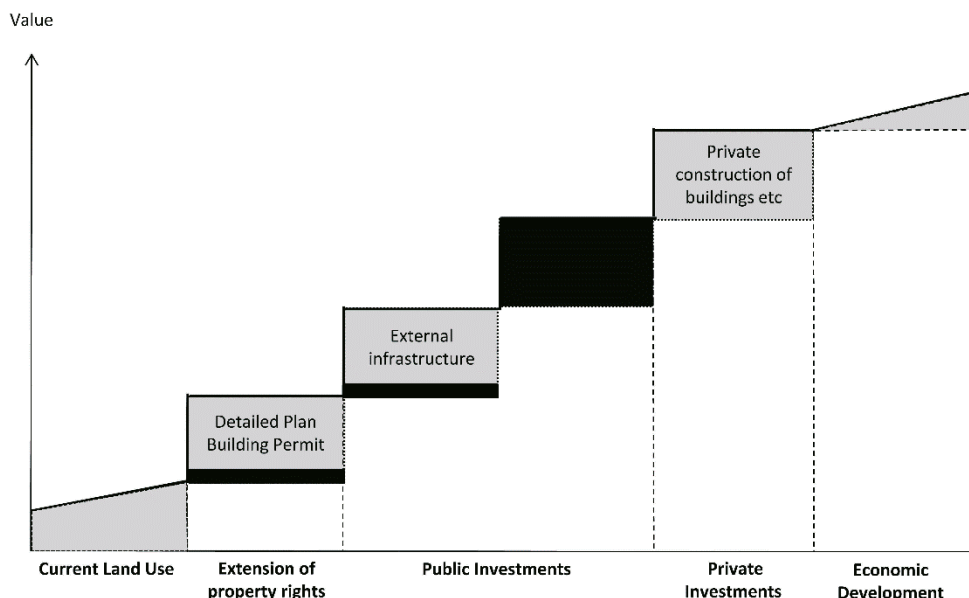 Value
Private
construction of
buildings etc
External
infrastructure
Detailed Plan
Building Permit
Current Land Use
Extension of
property rights
Public Investments
Private
Investments
Economic
Development